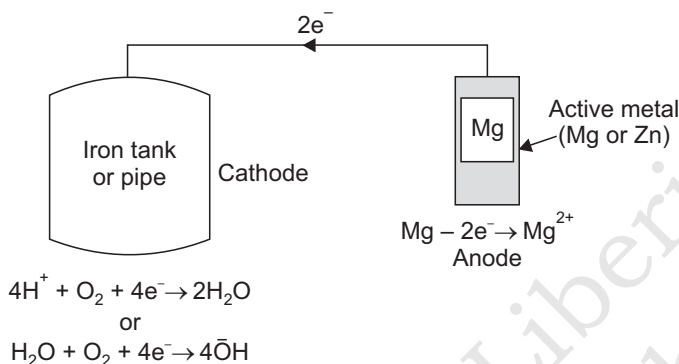 2e⁻
Iron tank
or pipe
Cathode
Mg
Active metal
(Mg or Zn)
Mg – 2e⁻→ Mg²⁺
Anode
4H⁺ + O₂ + 4e⁻→ 2H₂O
or
H₂O + O₂ + 4e⁻→ 4ŌH
Liberi